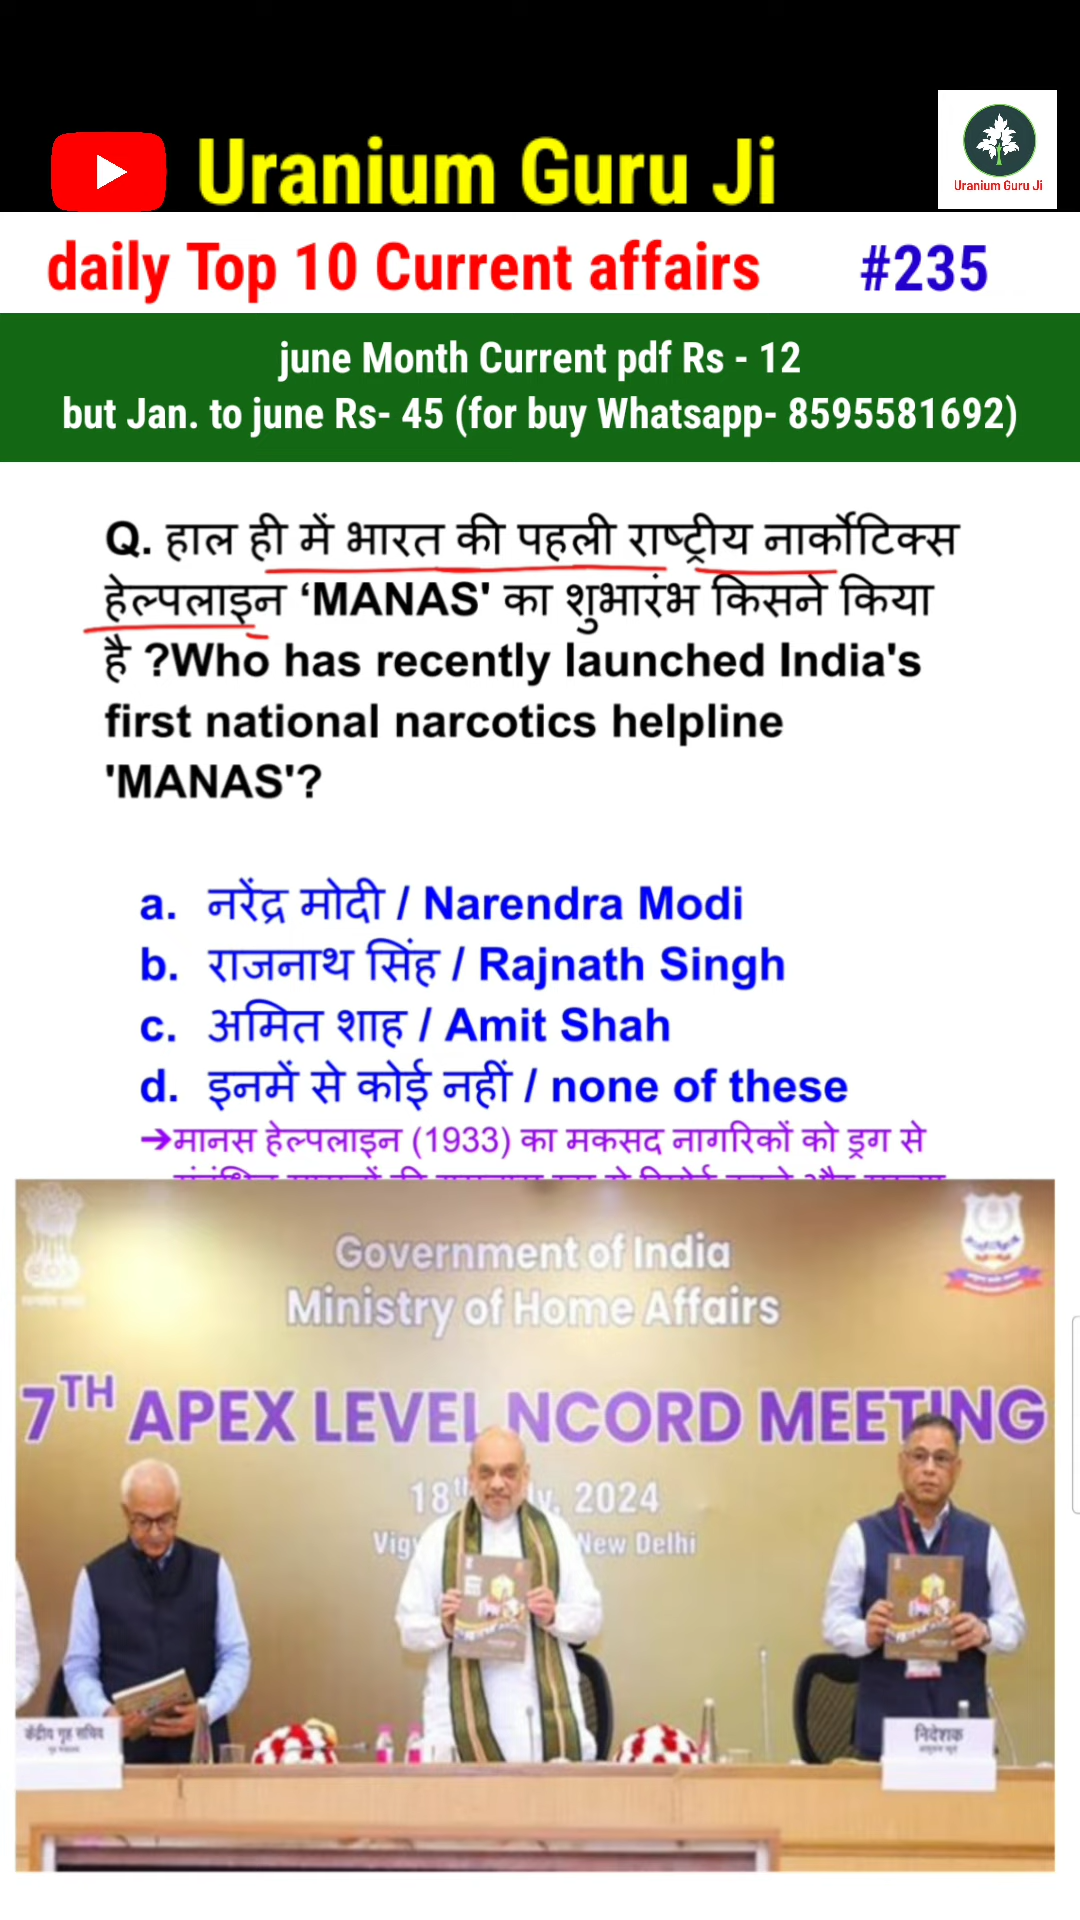 Uranium Guru Ji
Uranium Guru Ji
daily Top 10 Current affairs #235
june Month Current pdf Rs - 12
but Jan. to june Rs- 45 (for buy Whatsapp- 8595581692)
Q. हाल ही में भारत की पहली राष्ट्रीय नार्कोटिक्स
हेल्पलाइन ‘MANAS' का शुभारंभ किसने किया
है ?Who has recently launched India's
first national narcotics helpline
'MANAS'?
a. नरेंद्र मोदी / Narendra Modi
b. राजनाथ सिंह / Rajnath Singh
c. अमित शाह / Amit Shah
d. इनमें से कोई नहीं / none of these
➔मानस हेल्पलाइन (1933) का मकसद नागरिकों को ड्रग से
Government of India
Ministry of Home Affairs
7TH APEX LEVEL NCORD MEETING
18th 2024
New Delhi
केंद्रीय गृह सचिव
निदेशक